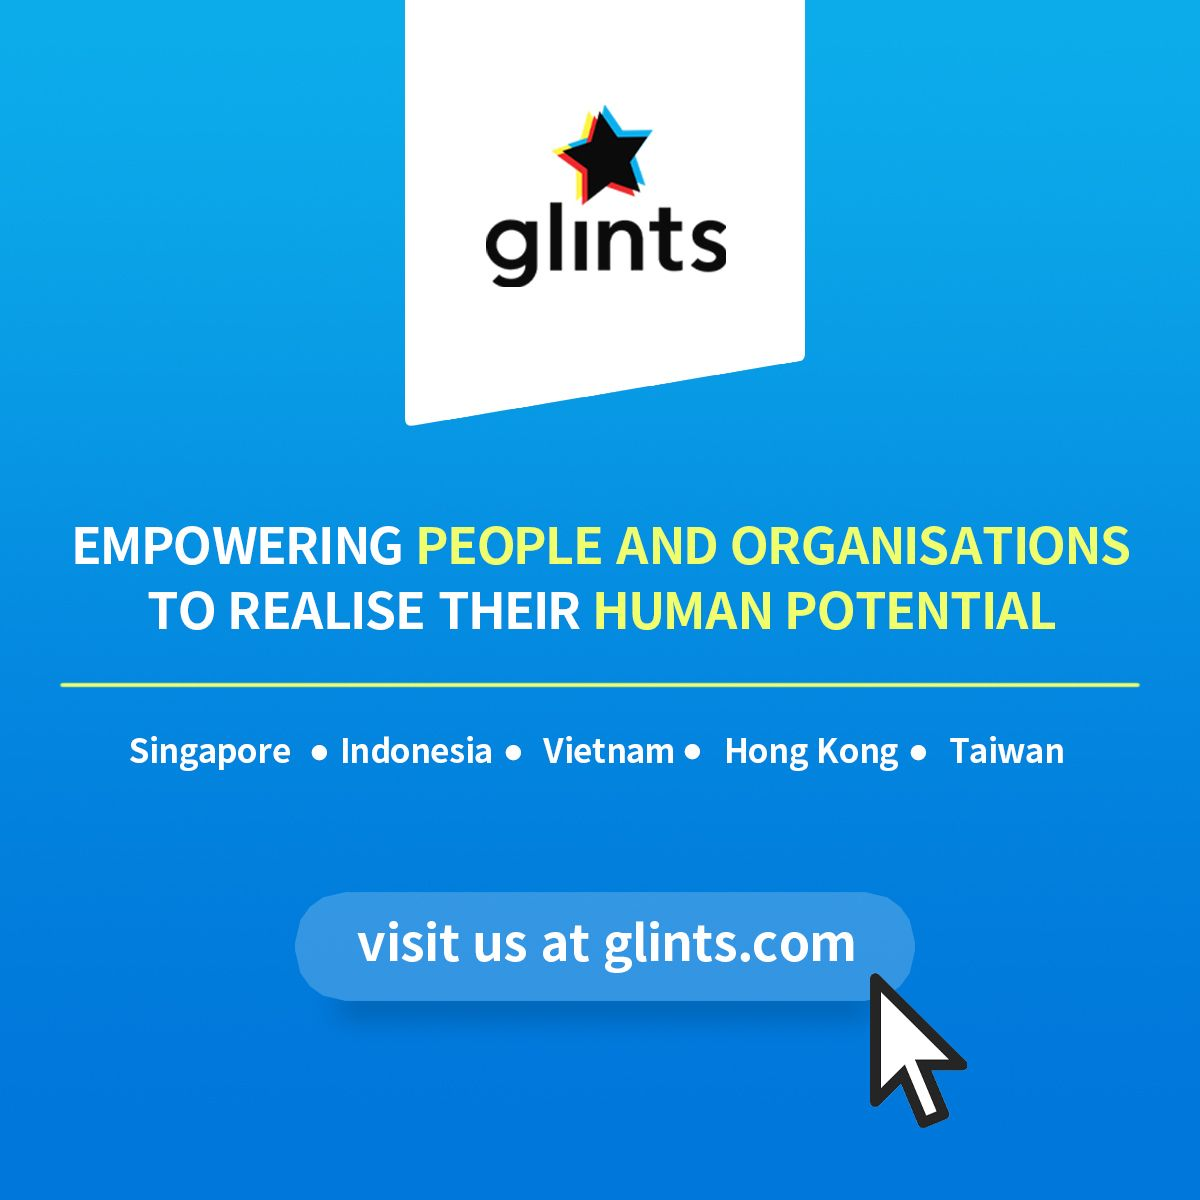 glints
EMPOWERING PEOPLE AND ORGANISATIONS
TO REALISE THEIR HUMAN POTENTIAL
Singapore • Indonesia • Vietnam • Hong Kong • Taiwan
visit us at glints.com